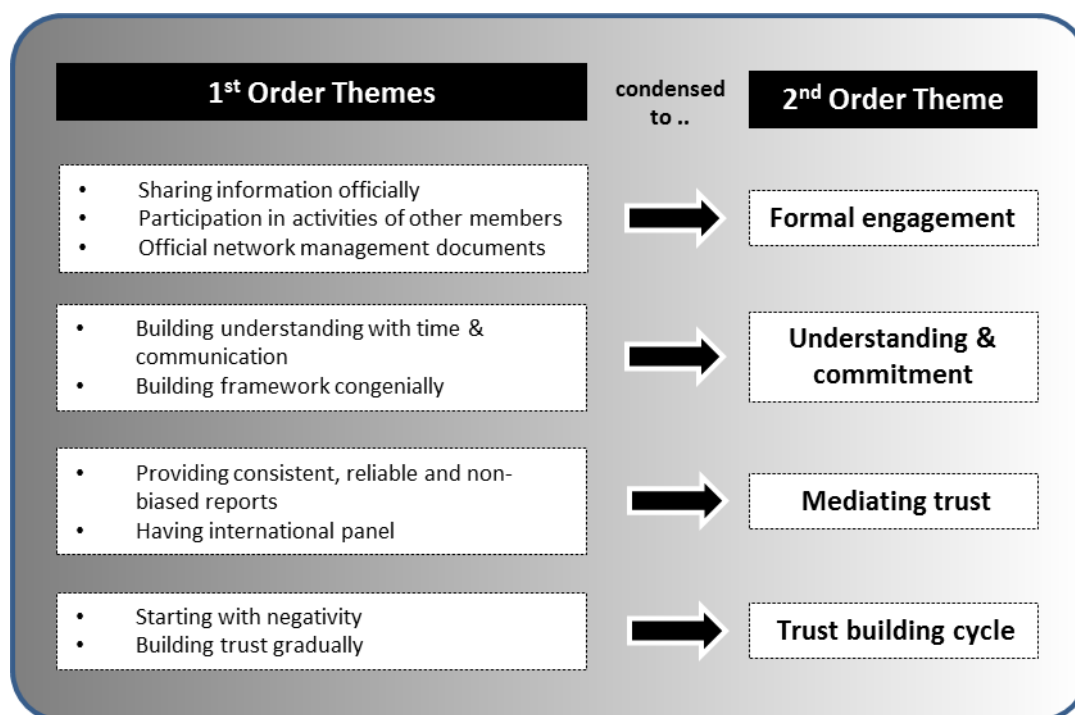 1st Order Themes
condensed
to ..
2nd Order Theme
• Sharing information officially
• Participation in activities of other members
• Official network management documents
Formal engagement
• Building understanding with time &
communication
• Building framework congenially
Understanding &
commitment
• Providing consistent, reliable and non-
biased reports
• Having international panel
Mediating trust
• Starting with negativity
• Building trust gradually
Trust building cycle